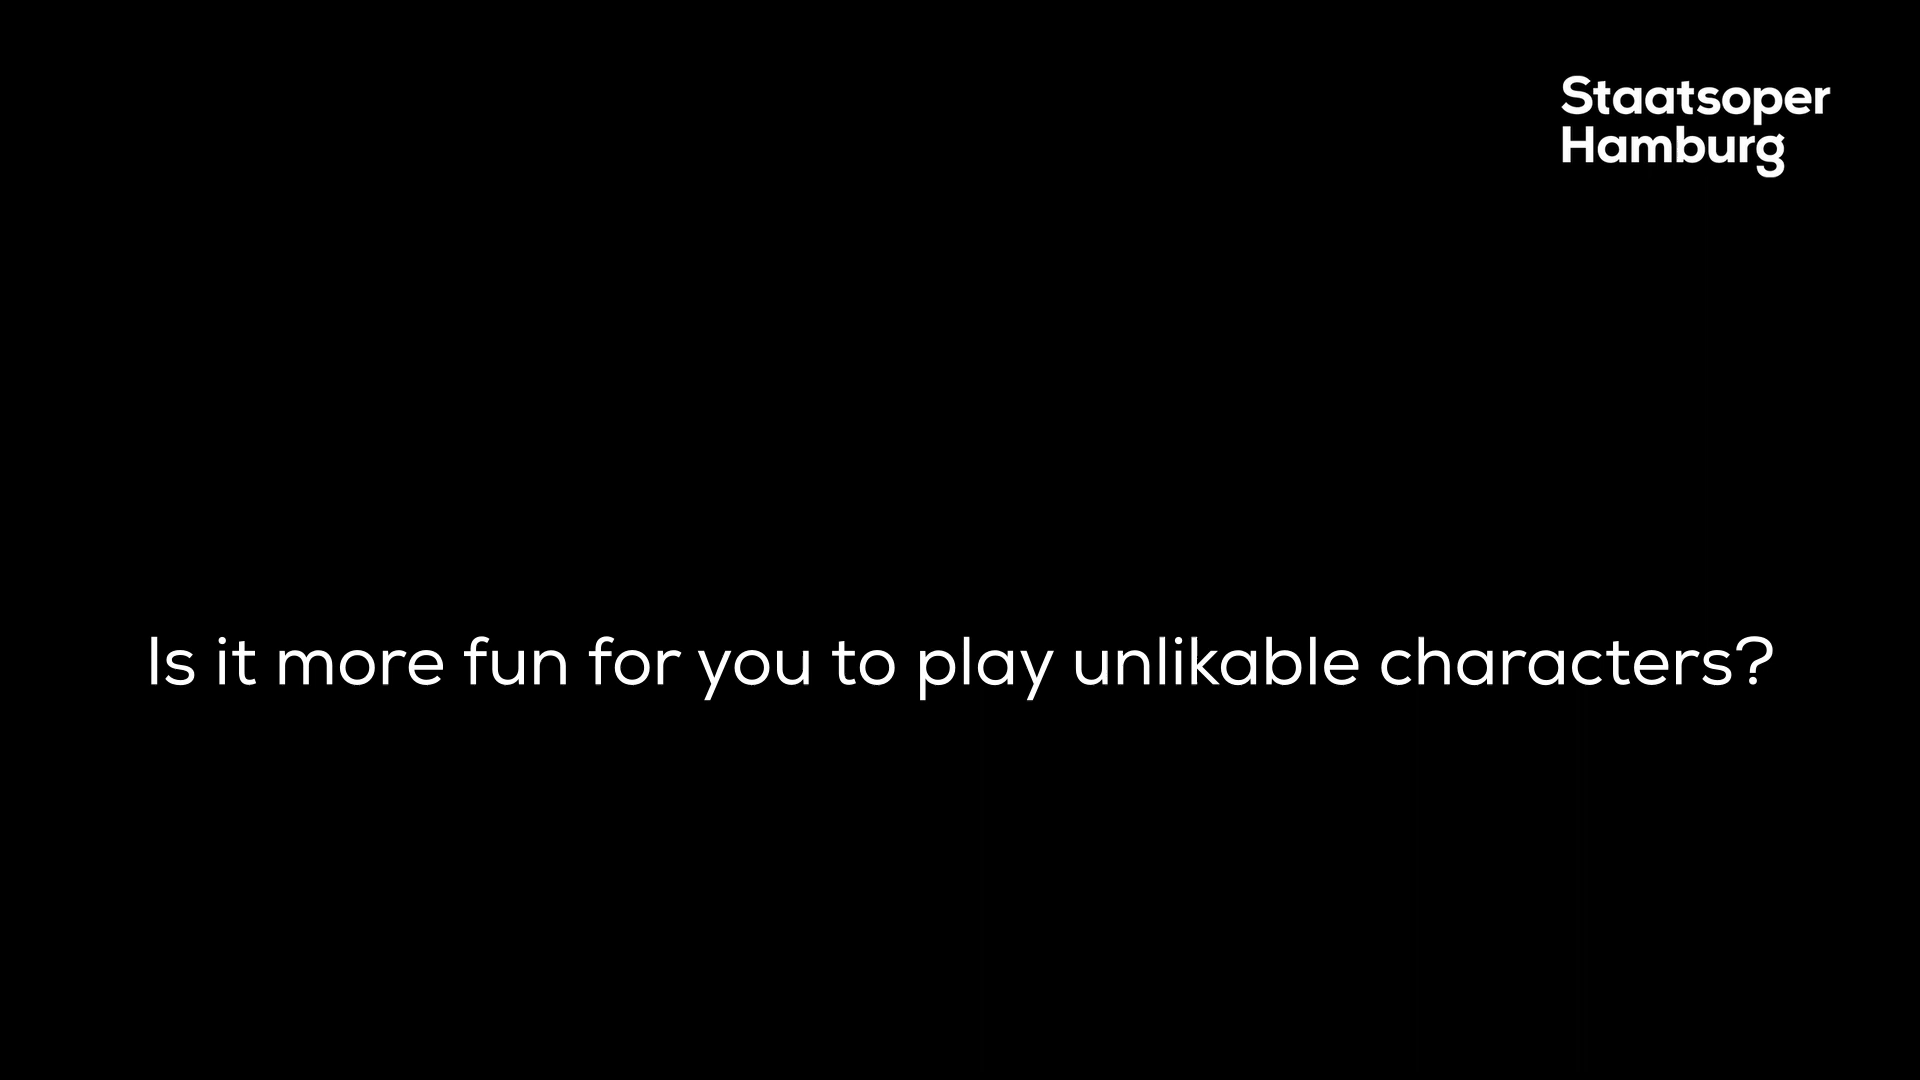 Staatsoper
Hamburg
Is it more fun for you to play unlikable characters?